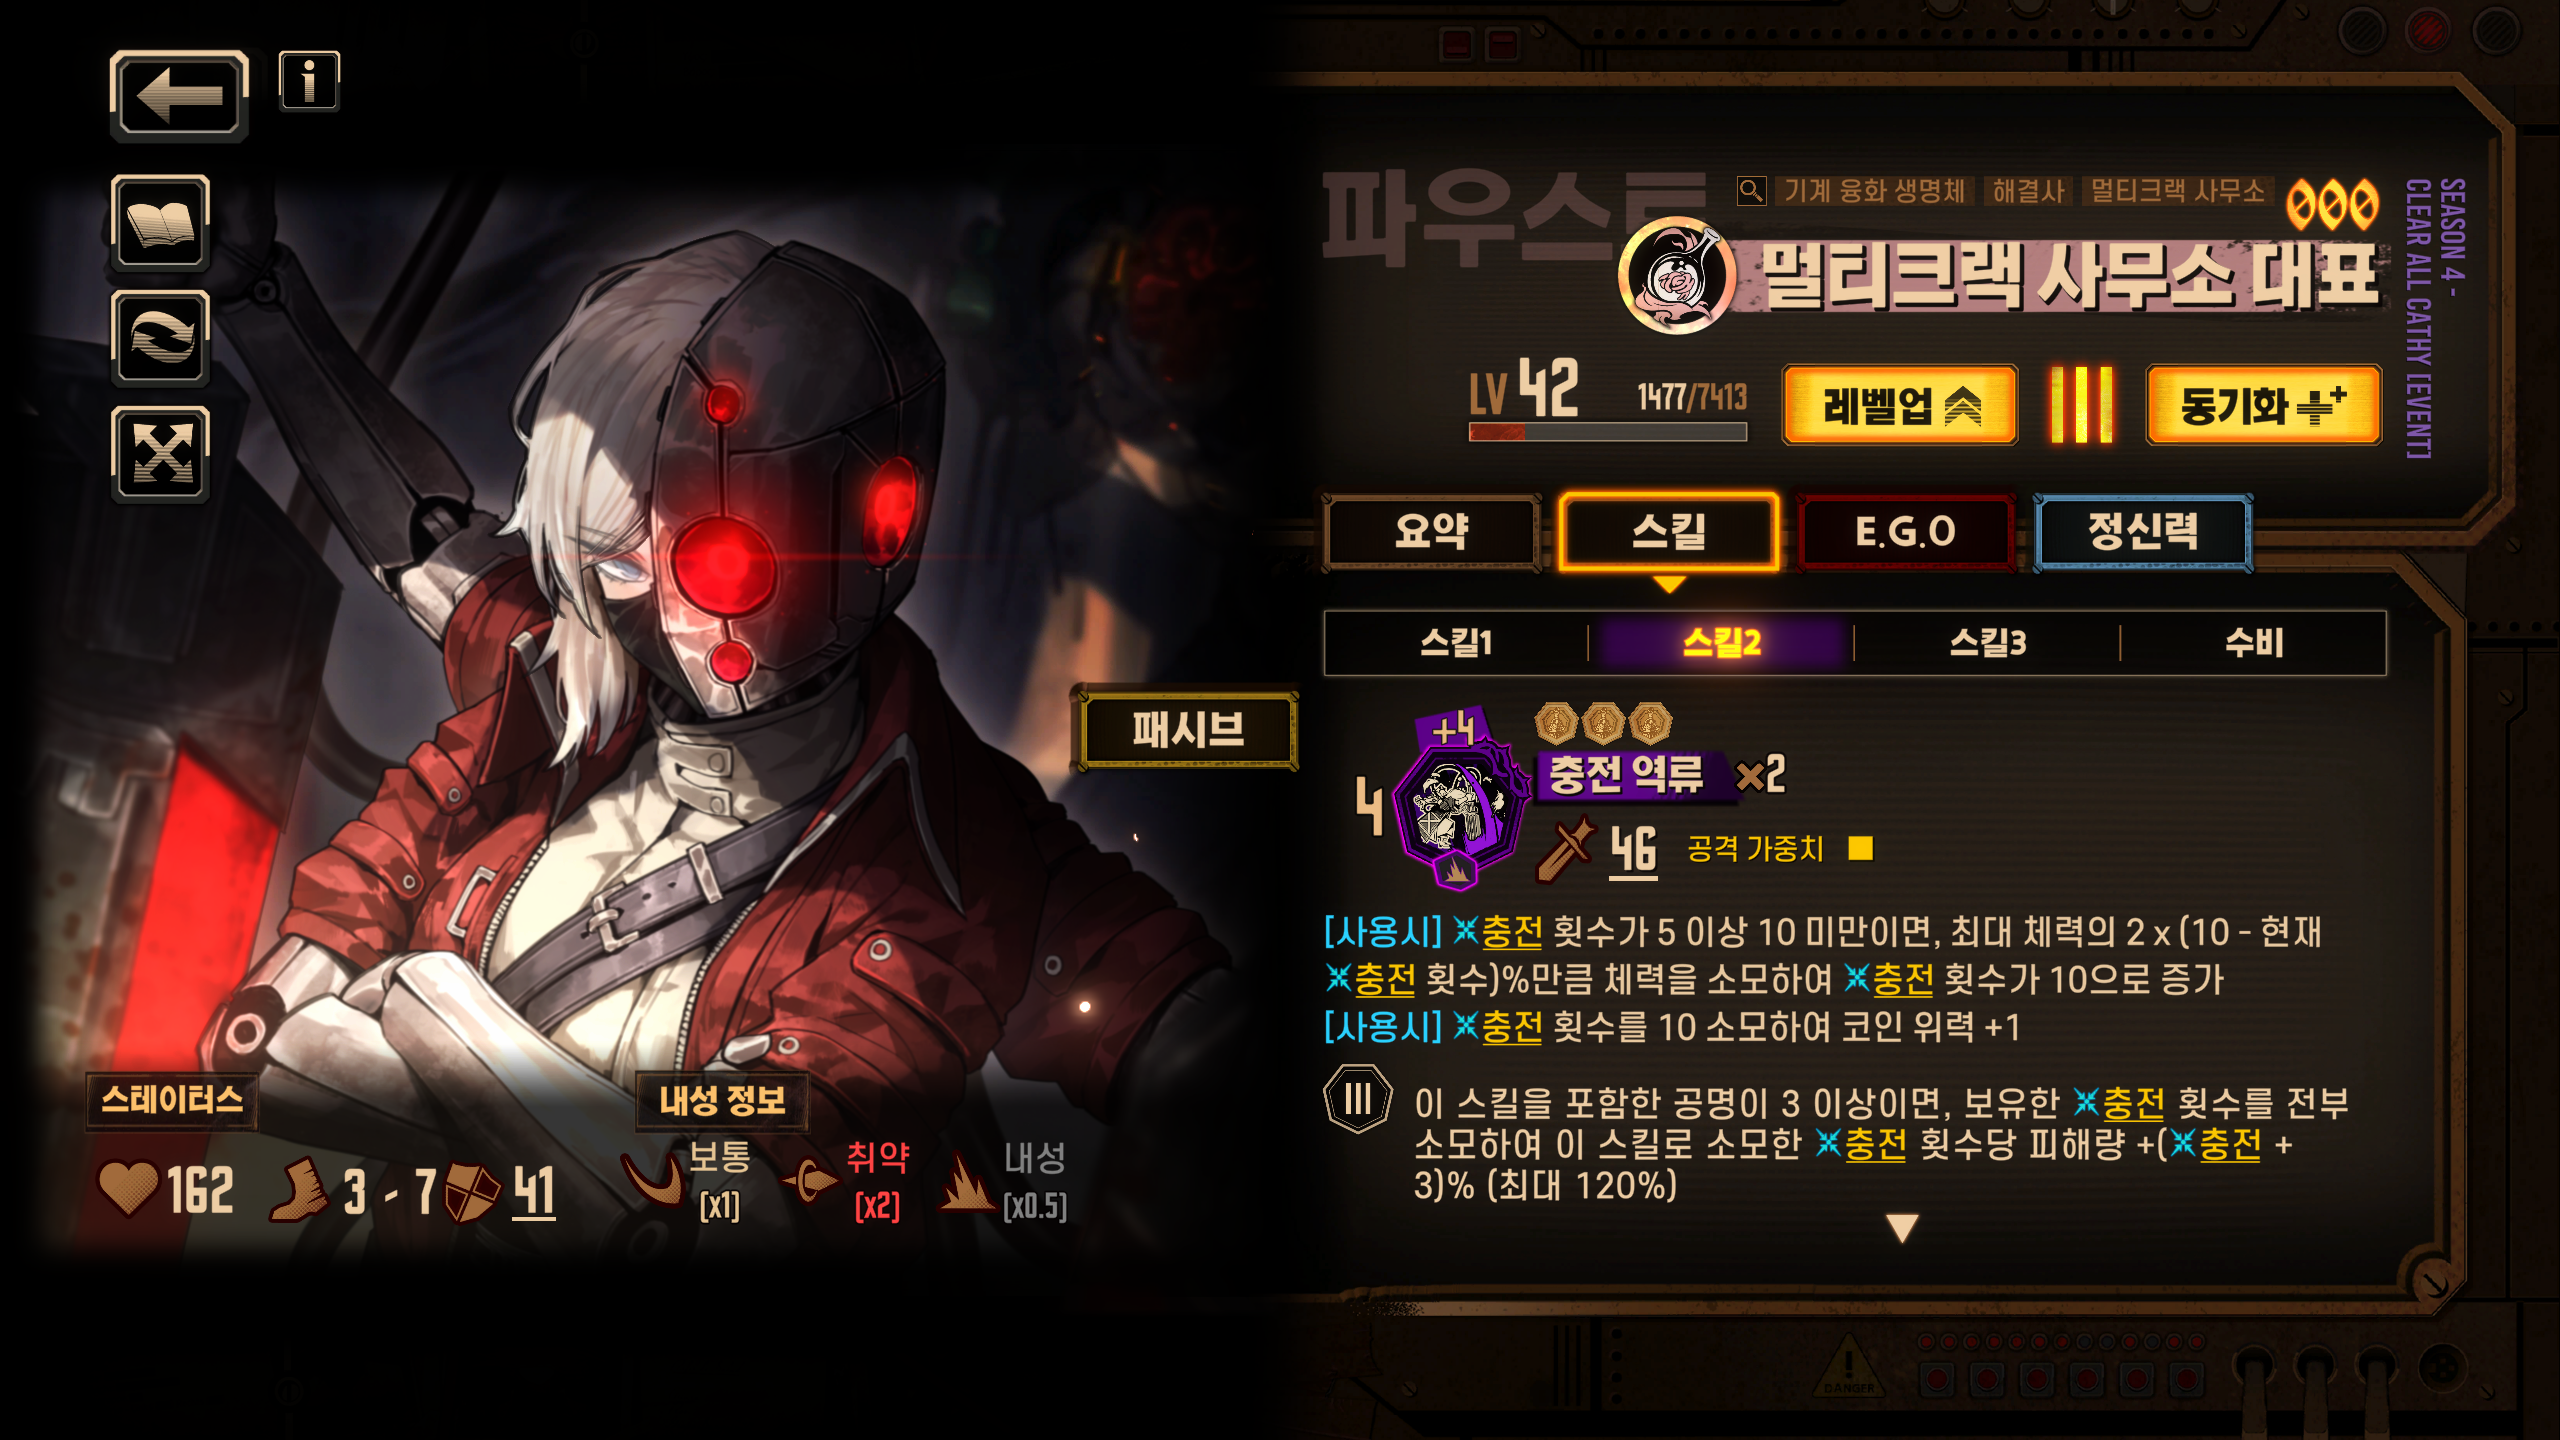 파우스트
기계 융화 생명체 해결사 멀티크랙 사무소
000
멀티크랙 사무소 대표
SEASON 4 -
CLEAR ALL CATHY [EVENT]
LV 42 1477/7413
레벨업
동기화
요약 스킬 E.G.O 정신력
스킬1 스킬2 스킬3 수비
패시브
+4
4
충전 역류 ×2
46 공격 가중치
[사용시] 충전 횟수가 5 이상 10 미만이면, 최대 체력의 2 x (10 - 현재
충전 횟수)%만큼 체력을 소모하여 충전 횟수가 10으로 증가
[사용시] 충전 횟수를 10 소모하여 코인 위력 +1
III
이 스킬을 포함한 공명이 3 이상이면, 보유한 충전 횟수를 전부
소모하여 이 스킬로 소모한 충전 횟수당 피해량 +(충전 +
3)% (최대 120%)
스테이터스
162 3 - 7 41
내성 정보
보통 취약 내성
[x1] [x2] [x0.5]
DANGER